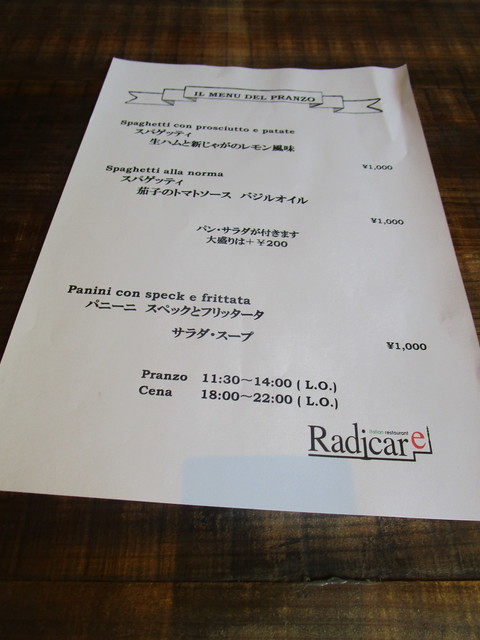 IL MENU DEL PRANZO
Spaghetti con prosciutto e patate
スパゲッティ
生ハムと新じゃがのレモン風味
¥1,000
Spaghetti alla norma
スパゲッティ
茄子のトマトソース バジルオイル
¥1,000
パン・サラダが付きます
大盛りは＋￥200
Panini con speck e frittata
パニーニ スペックとフリッタータ
サラダ・スープ
¥1,000
Pranzo 11:30～14:00 ( L.O.)
Cena 18:00～22:00 ( L.O.)
italian restaurant
Radicare